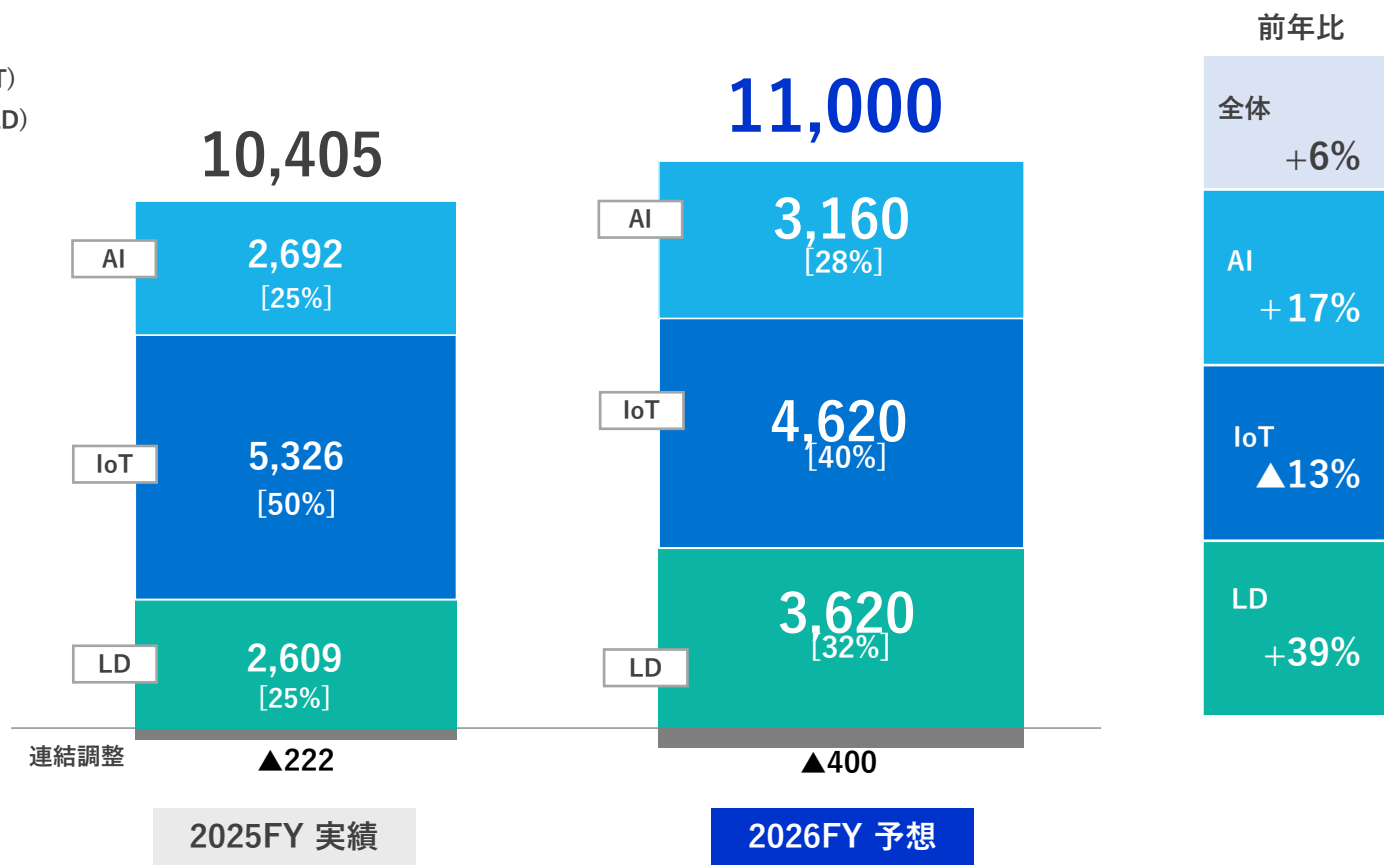 T）
LD）
10,405
AI
2,692
[25%]
IoT
5,326
[50%]
LD
2,609
[25%]
連結調整
▲222
2025FY 実績
11,000
AI
3,160
[28%]
IoT
4,620
[40%]
LD
3,620
[32%]
▲400
2026FY 予想
前年比
全体
+6%
AI
+17%
IoT
▲13%
LD
+39%